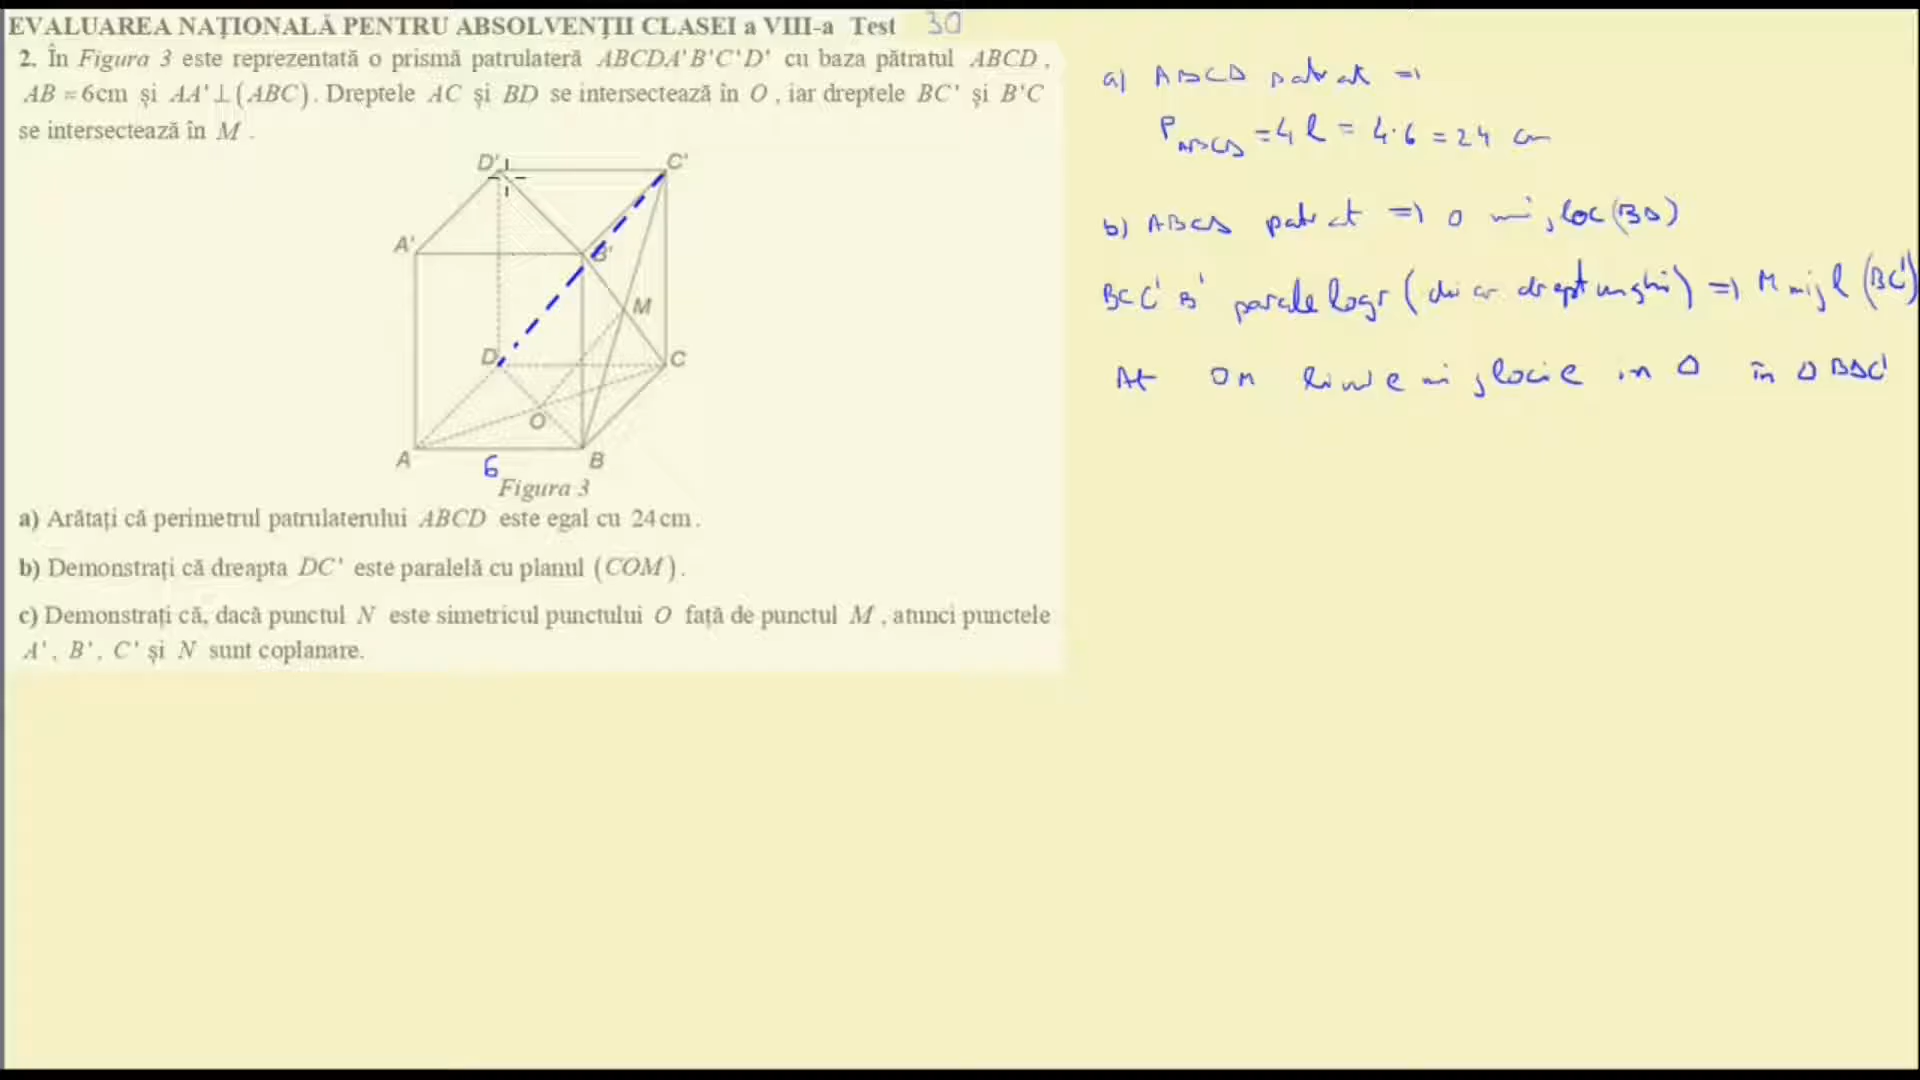 EVALUAREA NAȚIONALĂ PENTRU ABSOLVENȚII CLASEI a VIII-a Test 30
2. În Figura 3 este reprezentată o prismă patrulateră ABCDA'B'C'D' cu baza pătratul ABCD,
AB = 6cm și AA'⊥(ABC). Dreptele AC și BD se intersectează în O, iar dreptele BC' și B'C
se intersectează în M.
D' C'
A' B'
M
D C
O
A 6 B
Figura 3
a) Arătați că perimetrul patrulaterului ABCD este egal cu 24cm.
b) Demonstrați că dreapta DC' este paralelă cu planul (COM).
c) Demonstrați că, dacă punctul N este simetricul punctului O față de punctul M, atunci punctele
A', B', C' și N sunt coplanare.
a) ABCD patrat =>
P ABCD = 4 l = 4·6 = 24 cm
b) ABCD patrat => O mijloc (BD)
BCC'B' paralelogr (chiar dreptunghi) => M mijl (BC')
At OM linie mijlocie in Δ în Δ BDC'